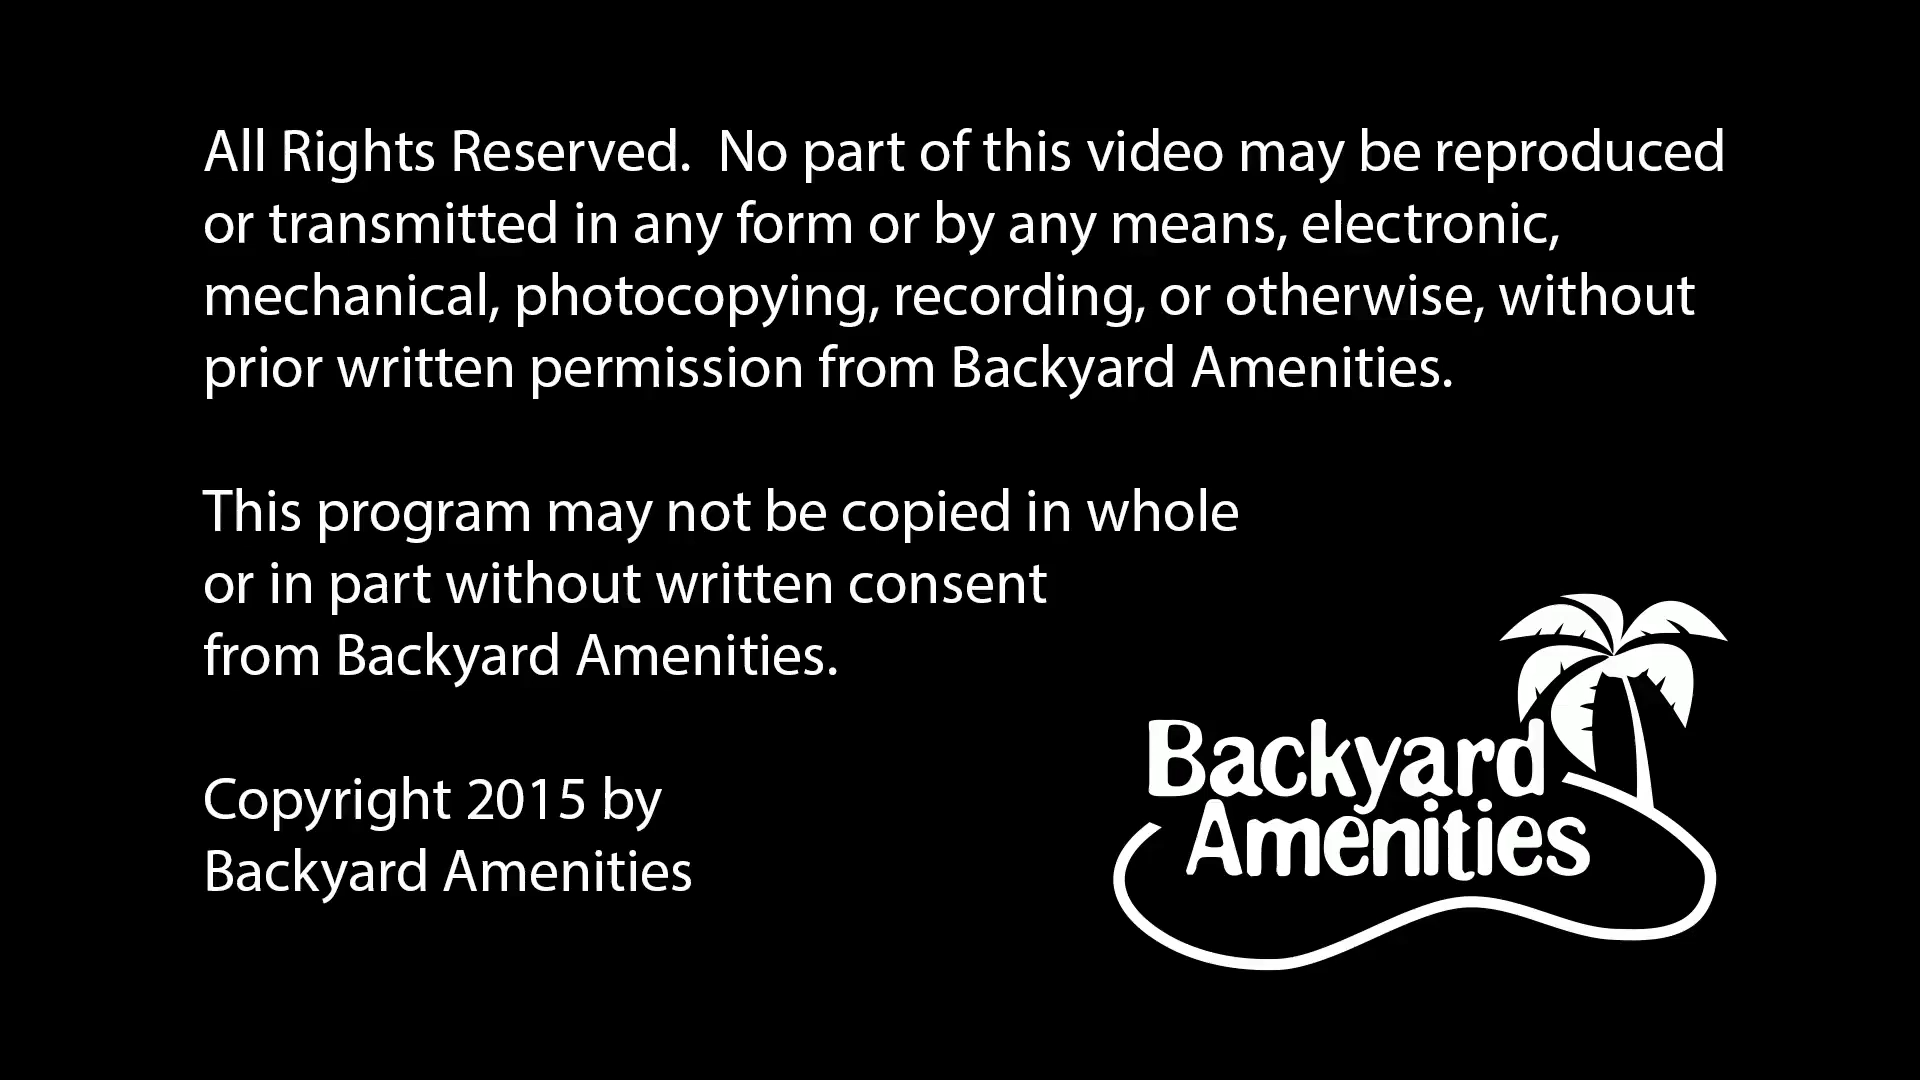 All Rights Reserved.  No part of this video may be reproduced
or transmitted in any form or by any means, electronic,
mechanical, photocopying, recording, or otherwise, without
prior written permission from Backyard Amenities.
This program may not be copied in whole
or in part without written consent
from Backyard Amenities.
Copyright 2015 by
Backyard Amenities
Backyard
Amenities